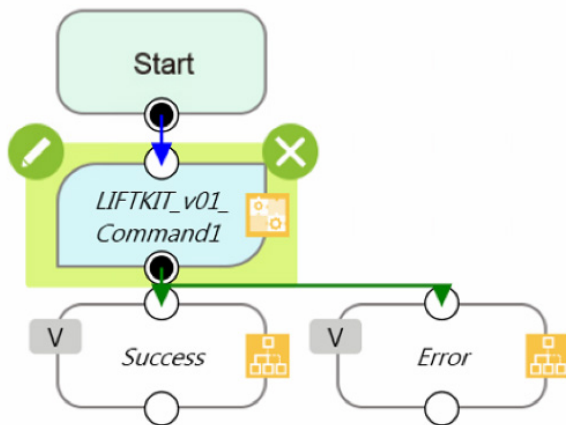 Start
LIFTKIT_v01_
Command1
V
Success
V
Error